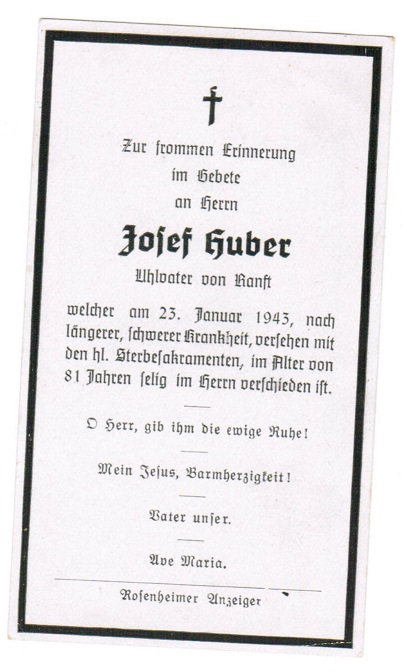 Zur frommen Erinnerung
im Gebete
an Herrn
Josef Huber
Uhlvater von Ranft
welcher am 23. Januar 1943, nach
längerer, schwerer Krankheit, versehen mit
den hl. Sterbesakramenten, im Alter von
81 Jahren selig im Herrn verschieden ist.
O Herr, gib ihm die ewige Ruhe!
Mein Jesus, Barmherzigkeit!
Vater unser.
Ave Maria.
Rosenheimer Anzeiger